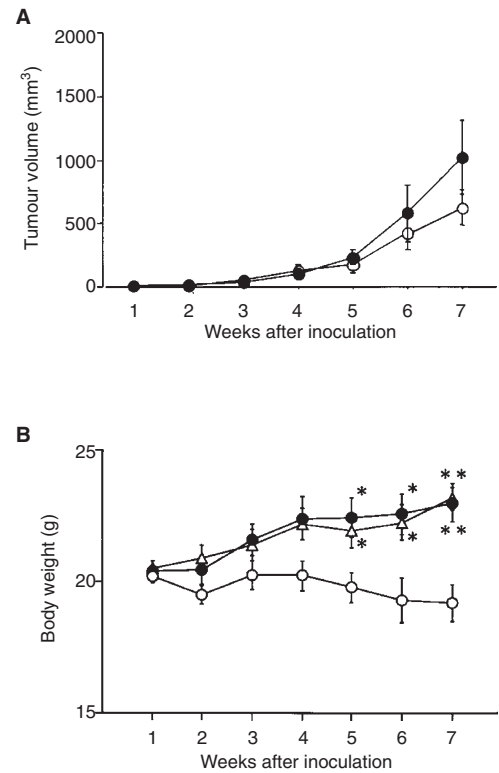 A
Tumour volume (mm³)
2000
1500
1000
500
0
1 2 3 4 5 6 7
Weeks after inoculation
B
Body weight (g)
25
20
15
* * **
* * **
1 2 3 4 5 6 7
Weeks after inoculation